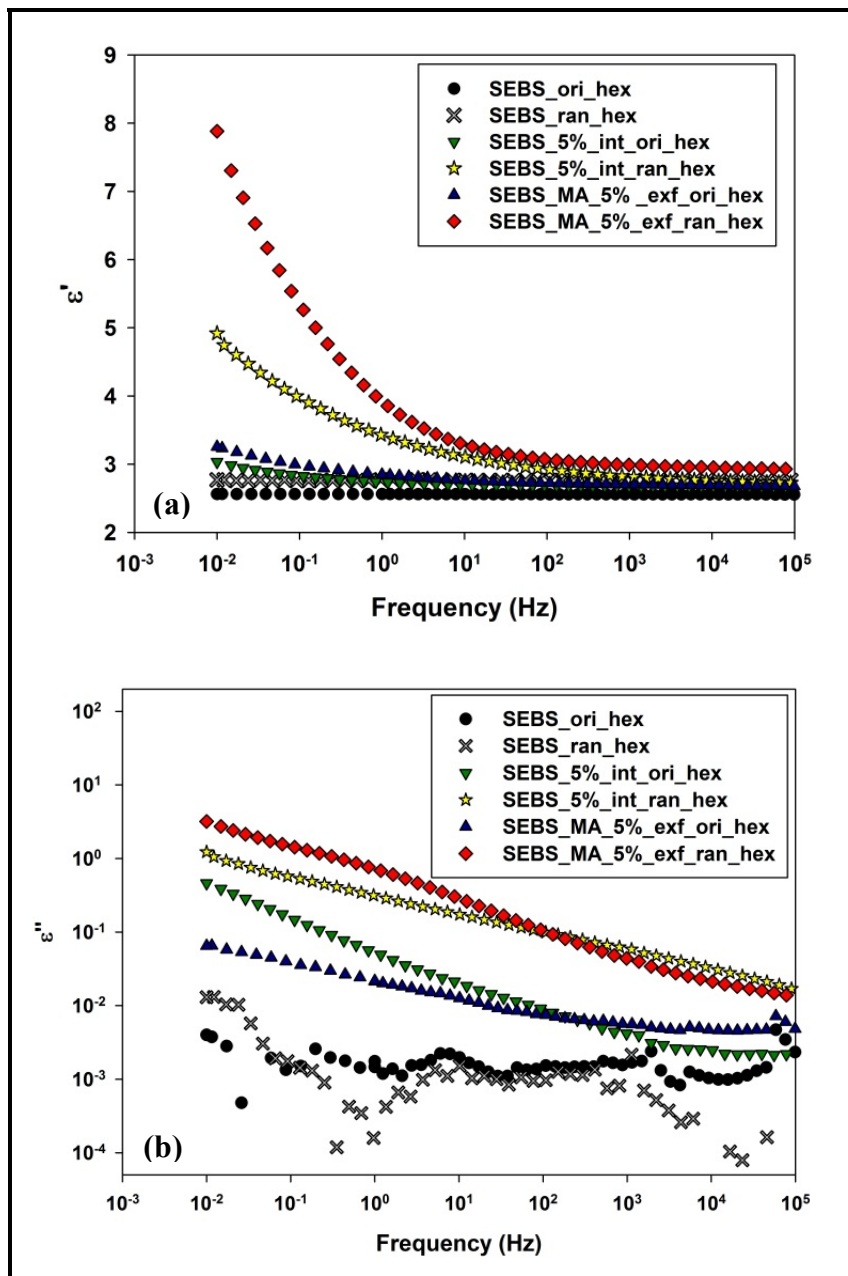 9
8
7
6
5
4
3
2
ε'
SEBS_ori_hex
SEBS_ran_hex
SEBS_5%_int_ori_hex
SEBS_5%_int_ran_hex
SEBS_MA_5% _exf_ori_hex
SEBS_MA_5%_exf_ran_hex
(a)
10-3 10-2 10-1 100 101 102 103 104 105
Frequency (Hz)
102
101
100
10-1
10-2
10-3
10-4
ε"
SEBS_ori_hex
SEBS_ran_hex
SEBS_5%_int_ori_hex
SEBS_5%_int_ran_hex
SEBS_MA_5%_exf_ori_hex
SEBS_MA_5%_exf_ran_hex
(b)
10-3 10-2 10-1 100 101 102 103 104 105
Frequency (Hz)